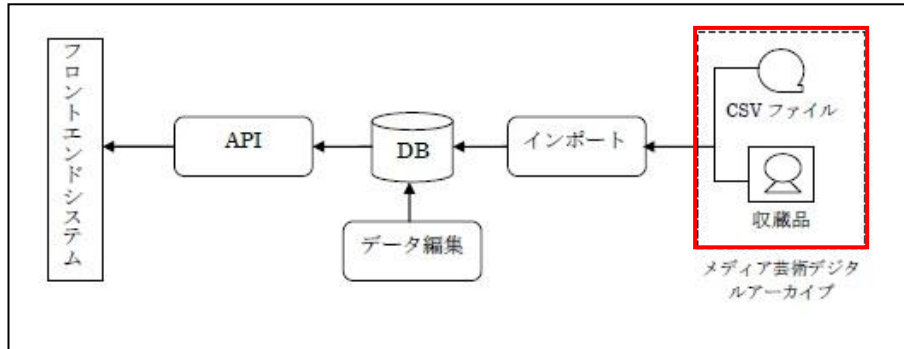 フロントエンドシステム
API
DB
インポート
データ編集
CSV ファイル
収蔵品
メディア芸術デジタ
ルアーカイブ